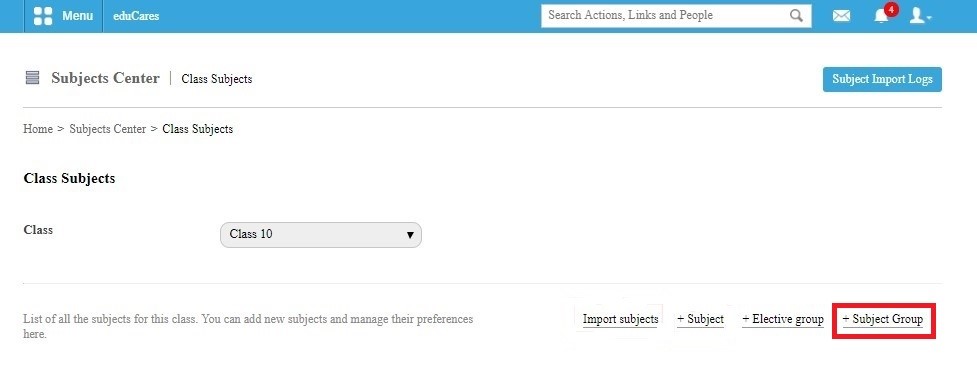 Menu eduCares Search Actions, Links and People 4
Subjects Center Class Subjects Subject Import Logs
Home > Subjects Center > Class Subjects
Class Subjects
Class Class 10
List of all the subjects for this class. You can add new subjects and manage their preferences
here.
Import subjects + Subject + Elective group + Subject Group